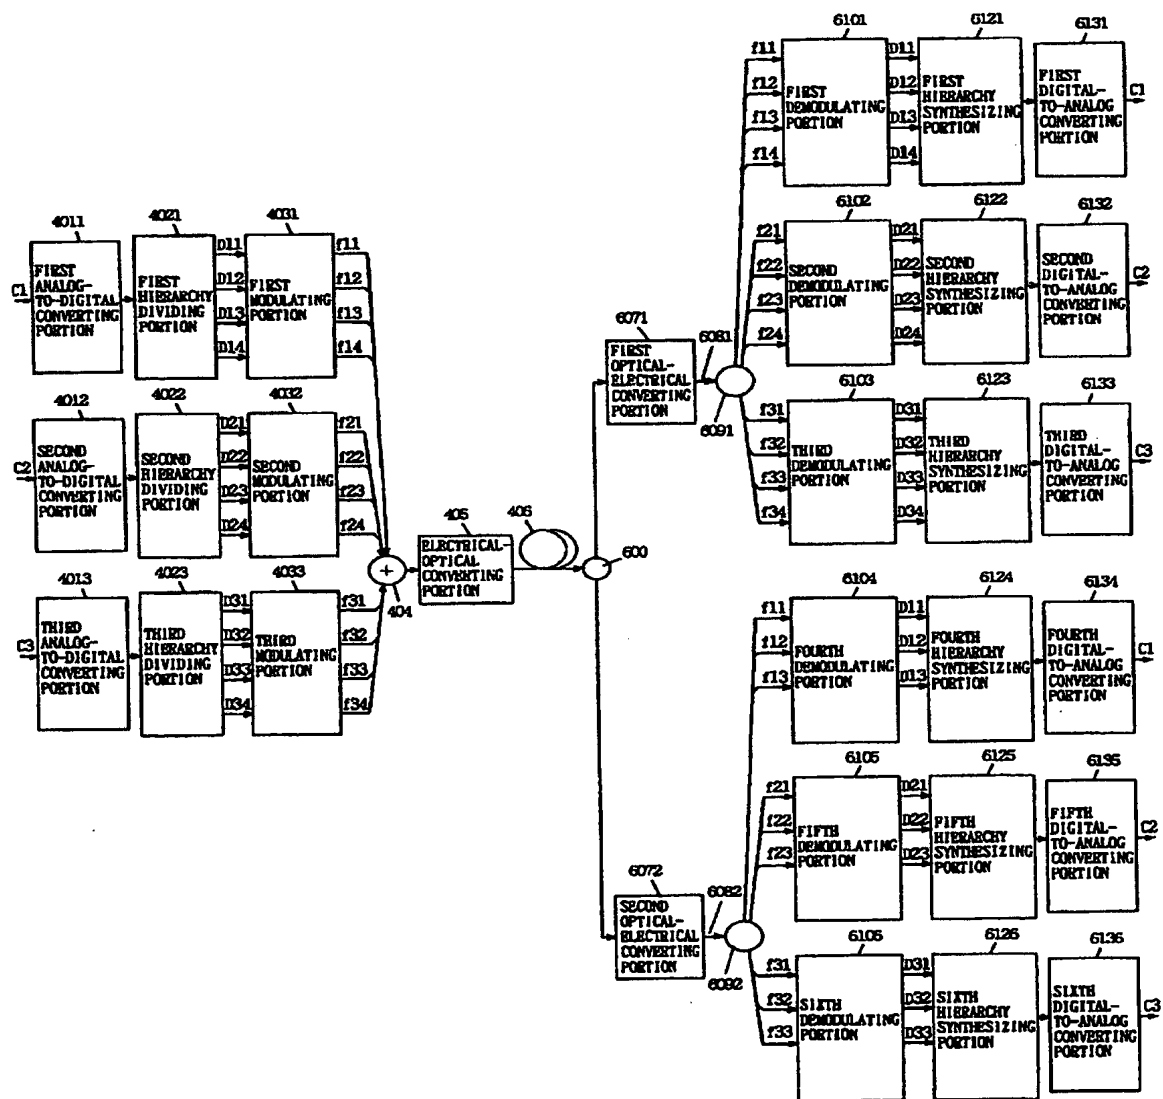 4011
C1
FIRST
ANALOG-
TO-DIGITAL
CONVERTING
PORTION
4021
FIRST
HIERARCHY
DIVIDING
PORTION
D11
D12
D13
D14
4031
FIRST
MODULATING
PORTION
f11
f12
f13
f14
4012
C2
SECOND
ANALOG-
TO-DIGITAL
CONVERTING
PORTION
4022
SECOND
HIERARCHY
DIVIDING
PORTION
D21
D22
D23
D24
4032
SECOND
MODULATING
PORTION
f21
f22
f23
f24
4013
C3
THIRD
ANALOG-
TO-DIGITAL
CONVERTING
PORTION
4023
THIRD
HIERARCHY
DIVIDING
PORTION
D31
D32
D33
D34
4033
THIRD
MODULATING
PORTION
f31
f32
f33
f34
+
404
405
ELECTRICAL-
OPTICAL
CONVERTING
PORTION
406
600
6071
FIRST
OPTICAL-
ELECTRICAL
CONVERTING
PORTION
6081
6091
6072
SECOND
OPTICAL-
ELECTRICAL
CONVERTING
PORTION
6082
6092
f11
f12
f13
f14
6101
FIRST
DEMODULATING
PORTION
D11
D12
D13
D14
6121
FIRST
HIERARCHY
SYNTHESIZING
PORTION
6131
FIRST
DIGITAL-
TO-ANALOG
CONVERTING
PORTION
C1
f21
f22
f23
f24
6102
SECOND
DEMODULATING
PORTION
D21
D22
D23
D24
6122
SECOND
HIERARCHY
SYNTHESIZING
PORTION
6132
SECOND
DIGITAL-
TO-ANALOG
CONVERTING
PORTION
C2
f31
f32
f33
f34
6103
THIRD
DEMODULATING
PORTION
D31
D32
D33
D34
6123
THIRD
HIERARCHY
SYNTHESIZING
PORTION
6133
THIRD
DIGITAL-
TO-ANALOG
CONVERTING
PORTION
C3
f11
f12
f13
6104
FOURTH
DEMODULATING
PORTION
D11
D12
D13
6124
FOURTH
HIERARCHY
SYNTHESIZING
PORTION
6134
FOURTH
DIGITAL-
TO-ANALOG
CONVERTING
PORTION
C1
f21
f22
f23
6105
FIFTH
DEMODULATING
PORTION
D21
D22
D23
6125
FIFTH
HIERARCHY
SYNTHESIZING
PORTION
6135
FIFTH
DIGITAL-
TO-ANALOG
CONVERTING
PORTION
C2
f31
f32
f33
6106
SIXTH
DEMODULATING
PORTION
D31
D32
D33
6126
SIXTH
HIERARCHY
SYNTHESIZING
PORTION
6136
SIXTH
DIGITAL-
TO-ANALOG
CONVERTING
PORTION
C3